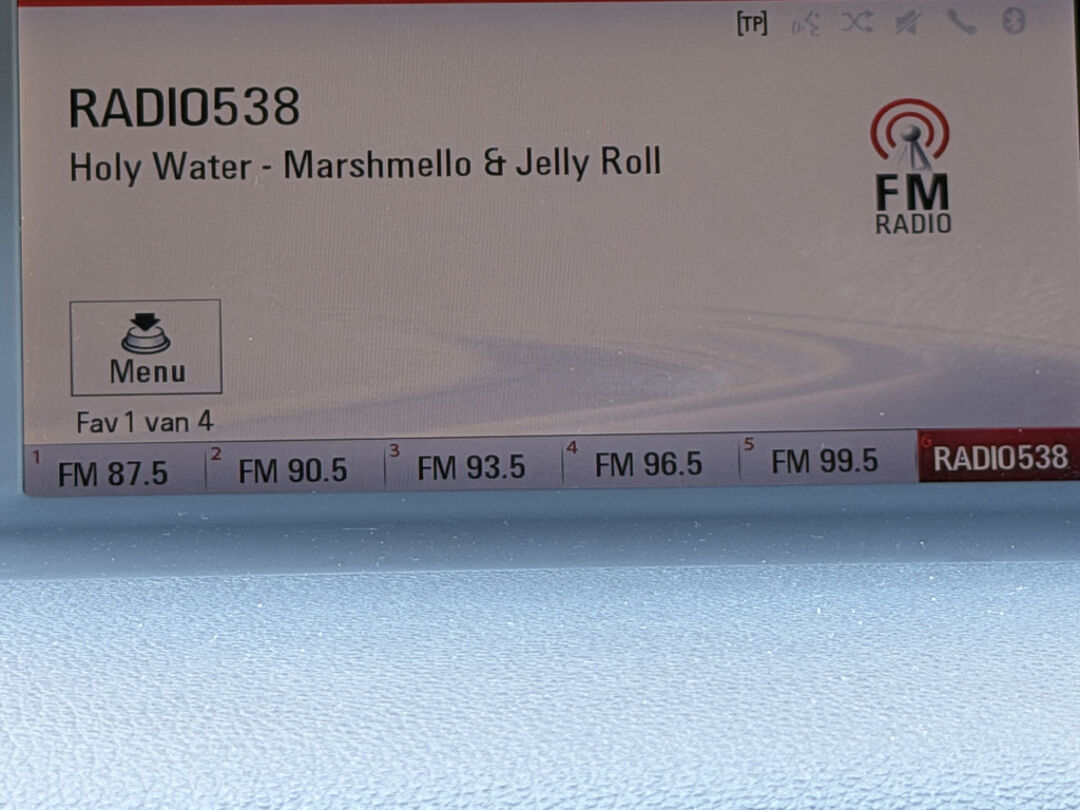 [TP]
RADIO538
Holy Water - Marshmello & Jelly Roll
FM
RADIO
Menu
Fav 1 van 4
1 FM 87.5 2 FM 90.5 3 FM 93.5 4 FM 96.5 5 FM 99.5 6 RADIO538